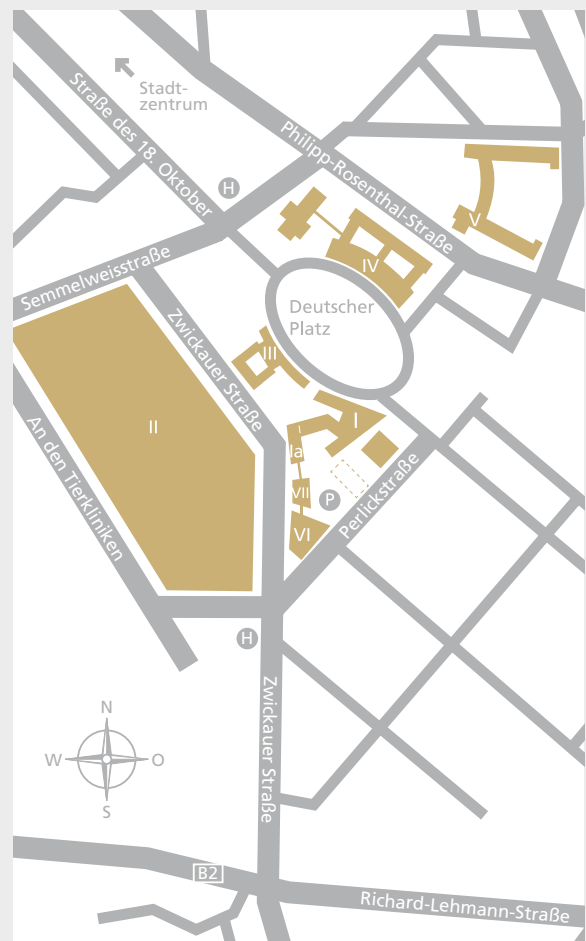 Stadt-
zentrum
Straße des 18. Oktober
Philipp-Rosenthal-Straße
H
V
IV
Semmelweisstraße
Deutscher
Platz
Zwickauer Straße
III
II
I
Ia
An den Tierkliniken
VII
P
Perlickstraße
VI
H
N
W
O
S
Zwickauer Straße
B2
Richard-Lehmann-Straße